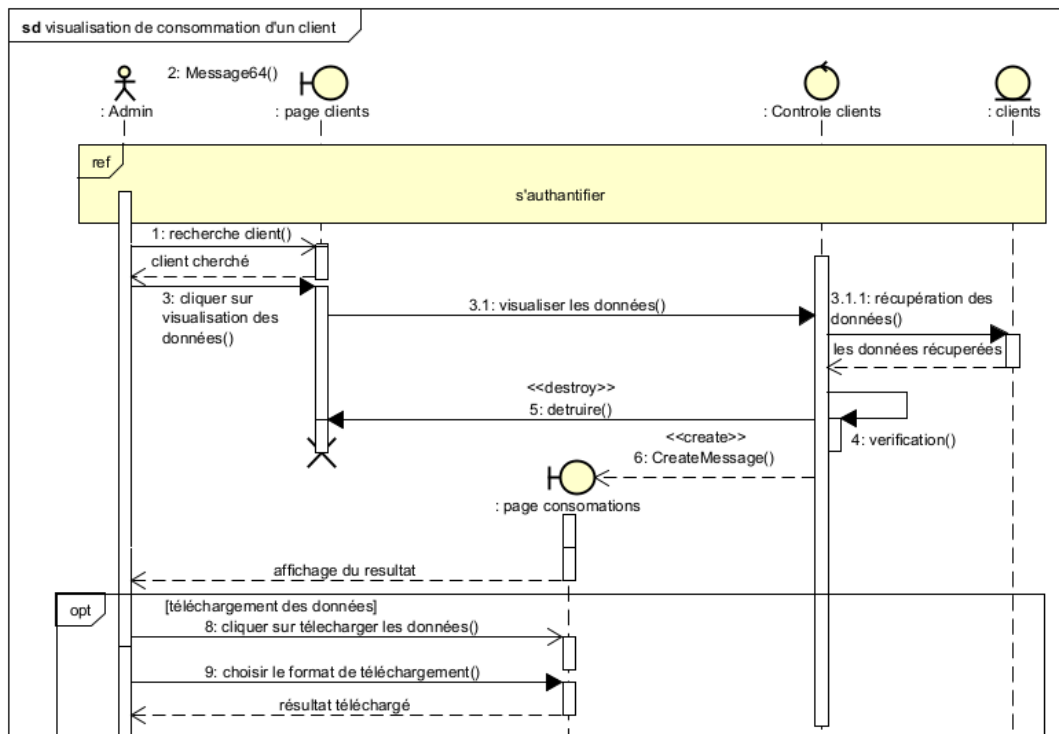 sd visualisation de consommation d'un client
2: Message64()
: Admin
: page clients
: Controle clients
: clients
ref
s'authantifier
1: recherche client()
client cherché
3: cliquer sur
visualisation des
données()
3.1: visualiser les données()
3.1.1: récupération des
données()
les données récuperées
<<destroy>>
5: detruire()
4: verification()
<<create>>
6: CreateMessage()
: page consomations
affichage du resultat
opt
[téléchargement des données]
8: cliquer sur télecharger les données()
9: choisir le format de téléchargement()
résultat téléchargé